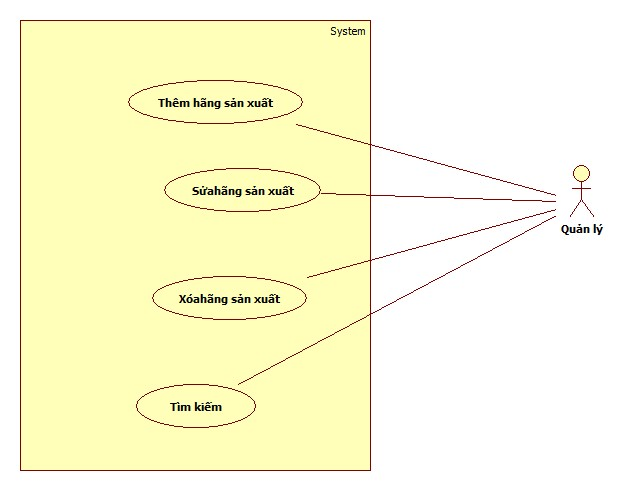 System
Thêm hãng sản xuất
Sửahãng sản xuất
Quản lý
Xóahãng sản xuất
Tìm kiếm